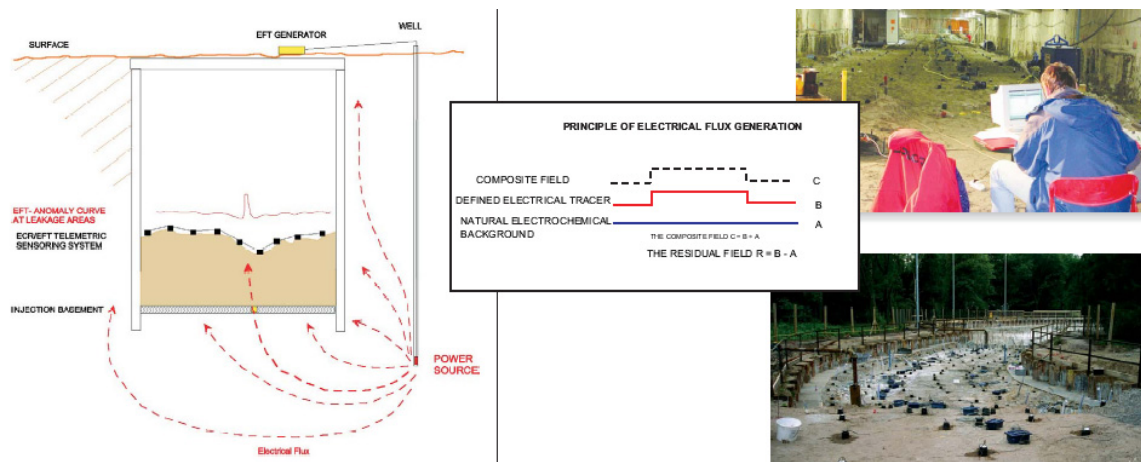 WELL
EFT GENERATOR
SURFACE
EFT- ANOMALY CURVE
AT LEAKAGE AREAS
ECR/EFT TELEMETRIC
SENSORING SYSTEM
INJECTION BASEMENT
POWER
SOURCE
Electrical Flux
PRINCIPLE OF ELECTRICAL FLUX GENERATION
COMPOSITE FIELD C
DEFINED ELECTRICAL TRACER B
NATURAL ELECTROCHEMICAL A
BACKGROUND
THE COMPOSITE FIELD C = B + A
THE RESIDUAL FIELD R = B - A